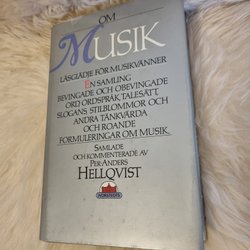 OM
MUSIK
LÄSGLÄDJE FÖR MUSIKVÄNNER
EN SAMLING
BEVINGADE OCH OBEVINGADE
ORD, ORDSPRÅK, TALESÄTT,
SLOGANS, STILBLOMMOR OCH
ANDRA TÄNKVÄRDA
OCH ROANDE
FORMULERINGAR OM MUSIK
SAMLADE
OCH KOMMENTERADE AV
PER-ANDERS
HELLQVIST
NORSTEDTS